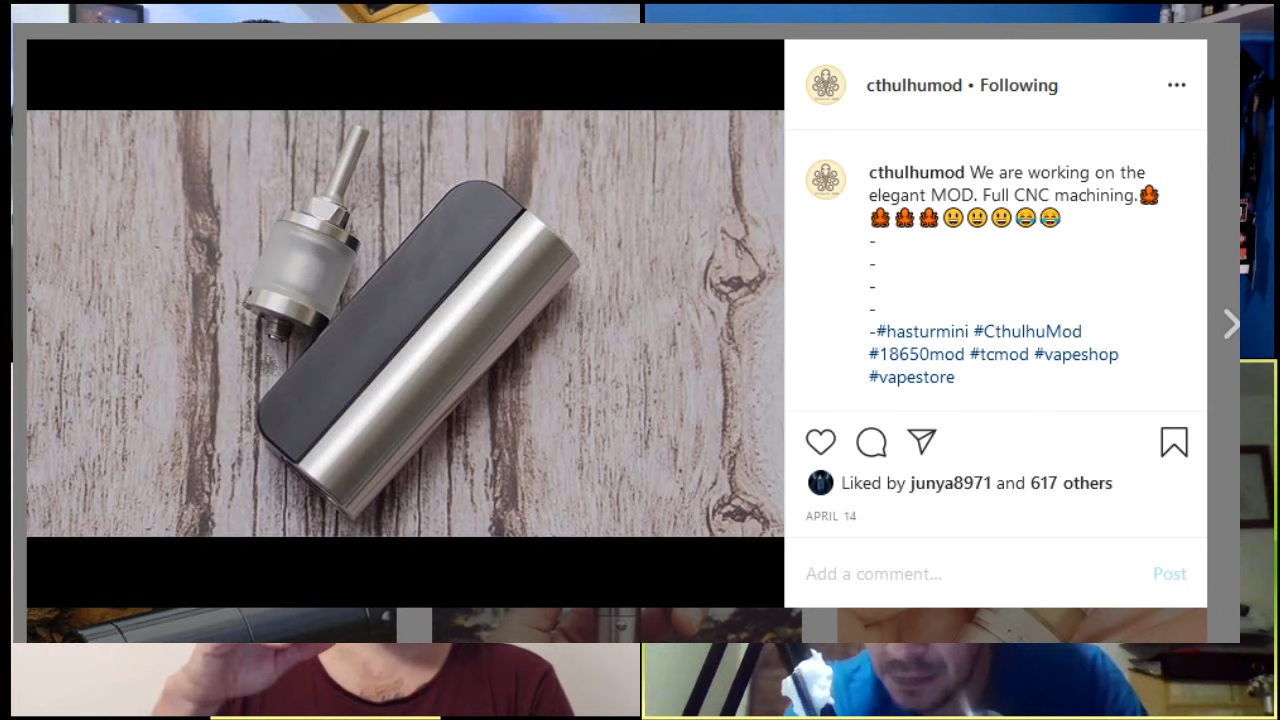 cthulhumod • Following
cthulhumod We are working on the
elegant MOD. Full CNC machining.🐙
🐙🐙🐙😀😀😀😂😂
-
-
-
-
-#hasturmini #CthulhuMod
#18650mod #tcmod #vapeshop
#vapestore
Liked by junya8971 and 617 others
APRIL 14
Add a comment...
Post